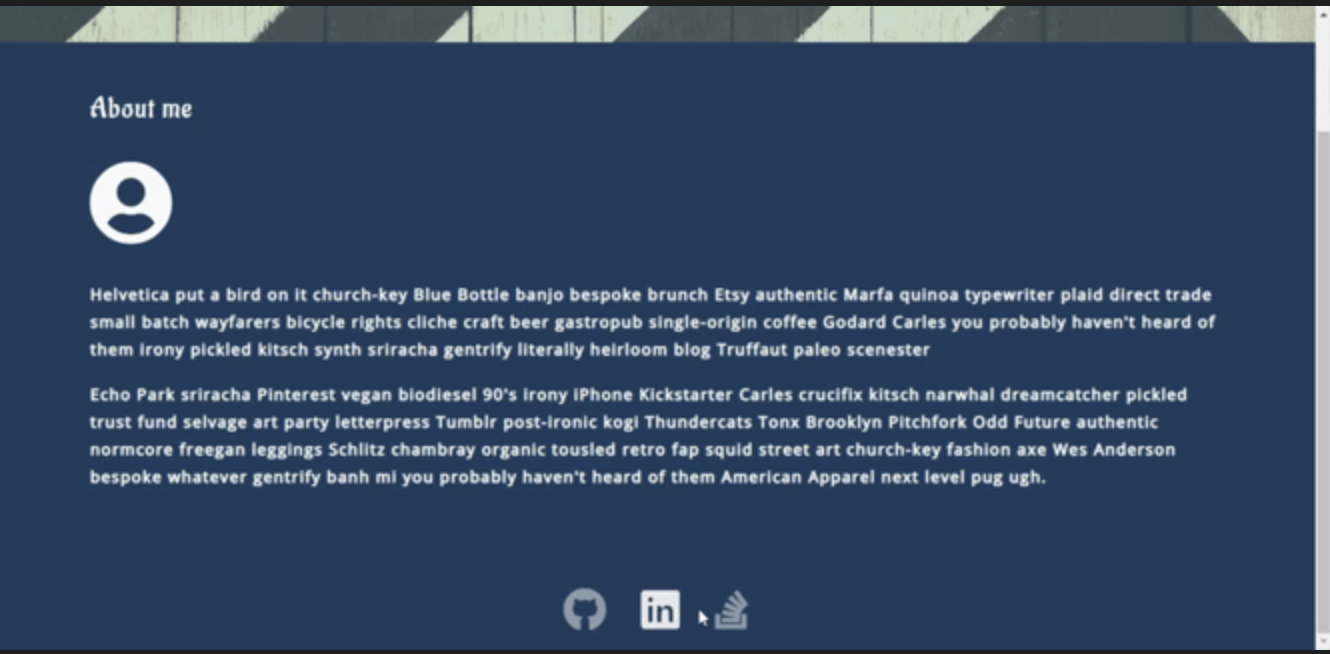 About me
Helvetica put a bird on it church-key Blue Bottle banjo bespoke brunch Etsy authentic Marfa quinoa typewriter plaid direct trade
small batch wayfarers bicycle rights cliche craft beer gastropub single-origin coffee Godard Carles you probably haven't heard of
them irony pickled kitsch synth sriracha gentrify literally heirloom blog Truffaut paleo scenester
Echo Park sriracha Pinterest vegan biodiesel 90's irony iPhone Kickstarter Carles crucifix kitsch narwhal dreamcatcher pickled
trust fund selvage art party letterpress Tumblr post-ironic kogi Thundercats Tonx Brooklyn Pitchfork Odd Future authentic
normcore freegan leggings Schlitz chambray organic tousled retro fap squid street art church-key fashion axe Wes Anderson
bespoke whatever gentrify banh mi you probably haven't heard of them American Apparel next level pug ugh.
in